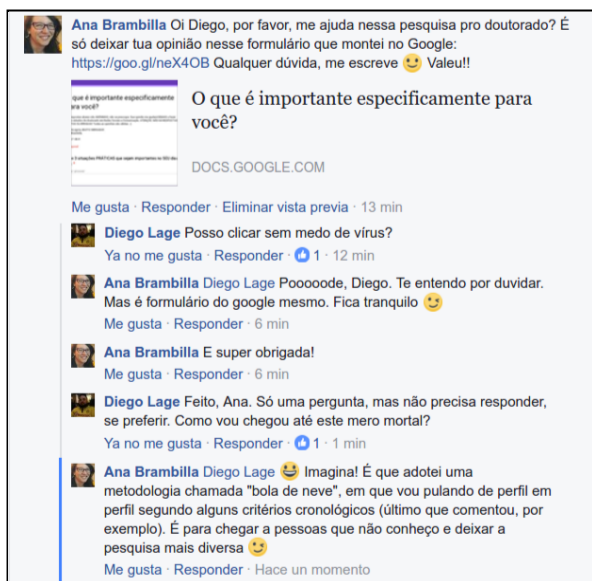 Ana Brambilla Oi Diego, por favor, me ajuda nessa pesquisa pro doutorado? É
só deixar tua opinião nesse formulário que montei no Google:
https://goo.gl/neX4OB Qualquer dúvida, me escreve 🙂 Valeu!!
O que é importante especificamente para
você?
DOCS.GOOGLE.COM
Me gusta · Responder · Eliminar vista previa · 13 min
Diego Lage Posso clicar sem medo de vírus?
Ya no me gusta · Responder · 1 · 12 min
Ana Brambilla Diego Lage Pooooode, Diego. Te entendo por duvidar.
Mas é formulário do google mesmo. Fica tranquilo 😉
Me gusta · Responder · 6 min
Ana Brambilla E super obrigada!
Me gusta · Responder · 6 min
Diego Lage Feito, Ana. Só uma pergunta, mas não precisa responder,
se preferir. Como vou chegou até este mero mortal?
Ya no me gusta · Responder · 1 · 1 min
Ana Brambilla Diego Lage 😀 Imagina! É que adotei uma
metodologia chamada "bola de neve", em que vou pulando de perfil em
perfil segundo alguns critérios cronológicos (último que comentou, por
exemplo). É para chegar a pessoas que não conheço e deixar a
pesquisa mais diversa 😉
Me gusta · Responder · Hace un momento